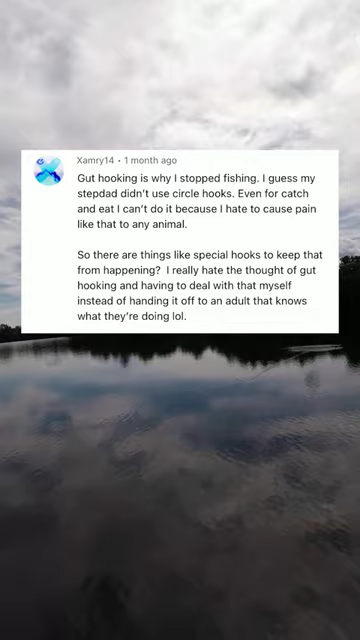 Xamry14 • 1 month ago
Gut hooking is why I stopped fishing. I guess my
stepdad didn't use circle hooks. Even for catch
and eat I can't do it because I hate to cause pain
like that to any animal.
So there are things like special hooks to keep that
from happening?  I really hate the thought of gut
hooking and having to deal with that myself
instead of handing it off to an adult that knows
what they're doing lol.